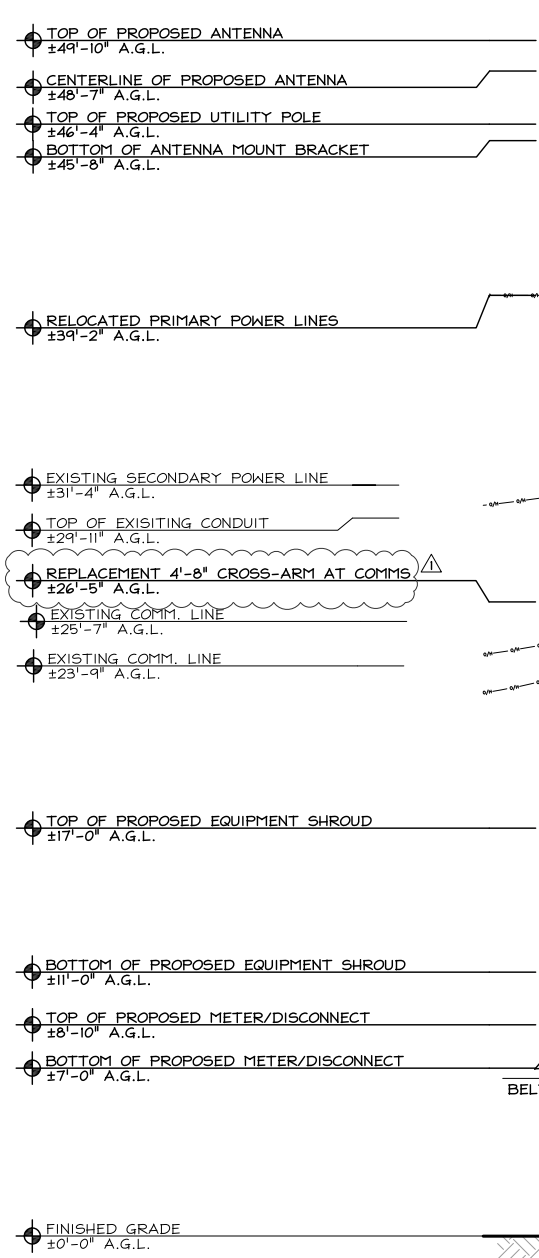 TOP OF PROPOSED ANTENNA
±49'-10" A.G.L.
CENTERLINE OF PROPOSED ANTENNA
±48'-7" A.G.L.
TOP OF PROPOSED UTILITY POLE
±46'-4" A.G.L.
BOTTOM OF ANTENNA MOUNT BRACKET
±45'-8" A.G.L.
RELOCATED PRIMARY POWER LINES
±39'-2" A.G.L.
O/H O/H
EXISTING SECONDARY POWER LINE
±31'-4" A.G.L.
O/H O/H
TOP OF EXISITING CONDUIT
±29'-11" A.G.L.
REPLACEMENT 4'-8" CROSS-ARM AT COMMS 1
±26'-5" A.G.L.
EXISTING COMM. LINE
±25'-7" A.G.L.
O/H O/H
EXISTING COMM. LINE
±23'-9" A.G.L.
O/H O/H
TOP OF PROPOSED EQUIPMENT SHROUD
±17'-0" A.G.L.
BOTTOM OF PROPOSED EQUIPMENT SHROUD
±11'-0" A.G.L.
TOP OF PROPOSED METER/DISCONNECT
±8'-10" A.G.L.
BOTTOM OF PROPOSED METER/DISCONNECT
±7'-0" A.G.L.
BEL
FINISHED GRADE
±0'-0" A.G.L.